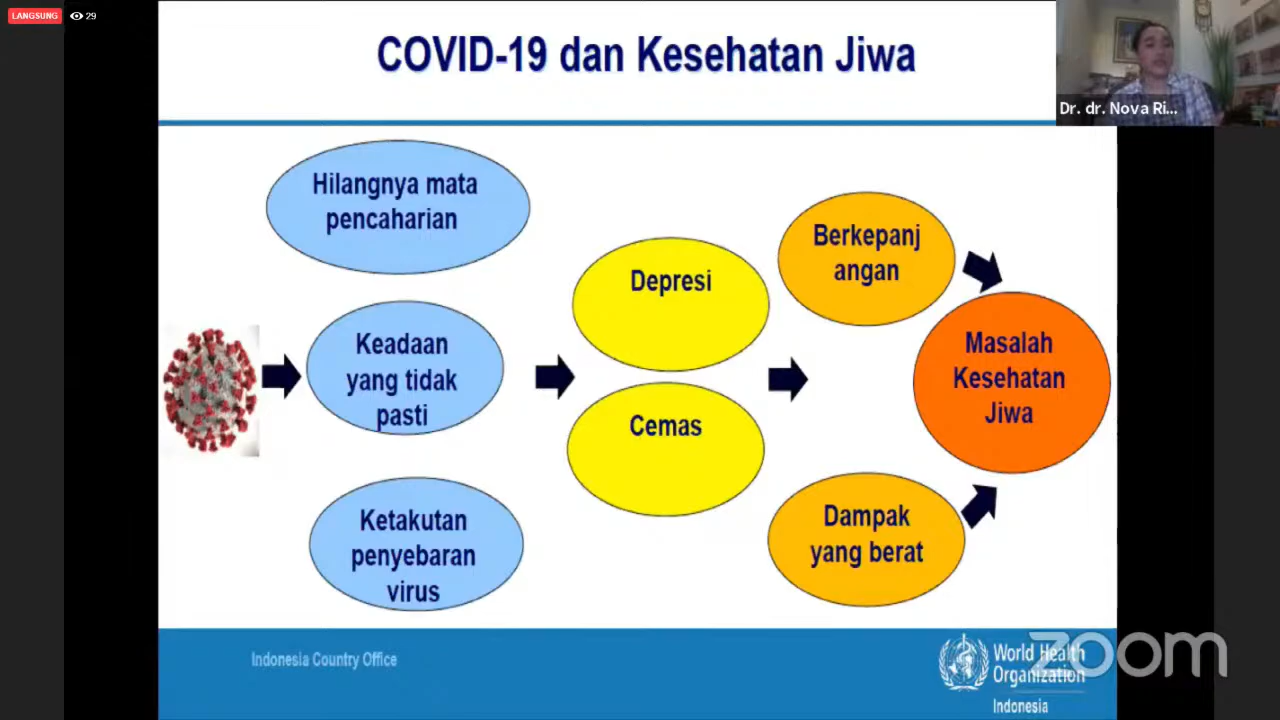 LANGSUNG 29
COVID-19 dan Kesehatan Jiwa
Dr. dr. Nova Ri...
Hilangnya mata
pencaharian
Keadaan
yang tidak
pasti
Ketakutan
penyebaran
virus
Depresi
Cemas
Berkepanj
angan
Dampak
yang berat
Masalah
Kesehatan
Jiwa
Indonesia Country Office
World Health
Organization
Indonesia
zoom